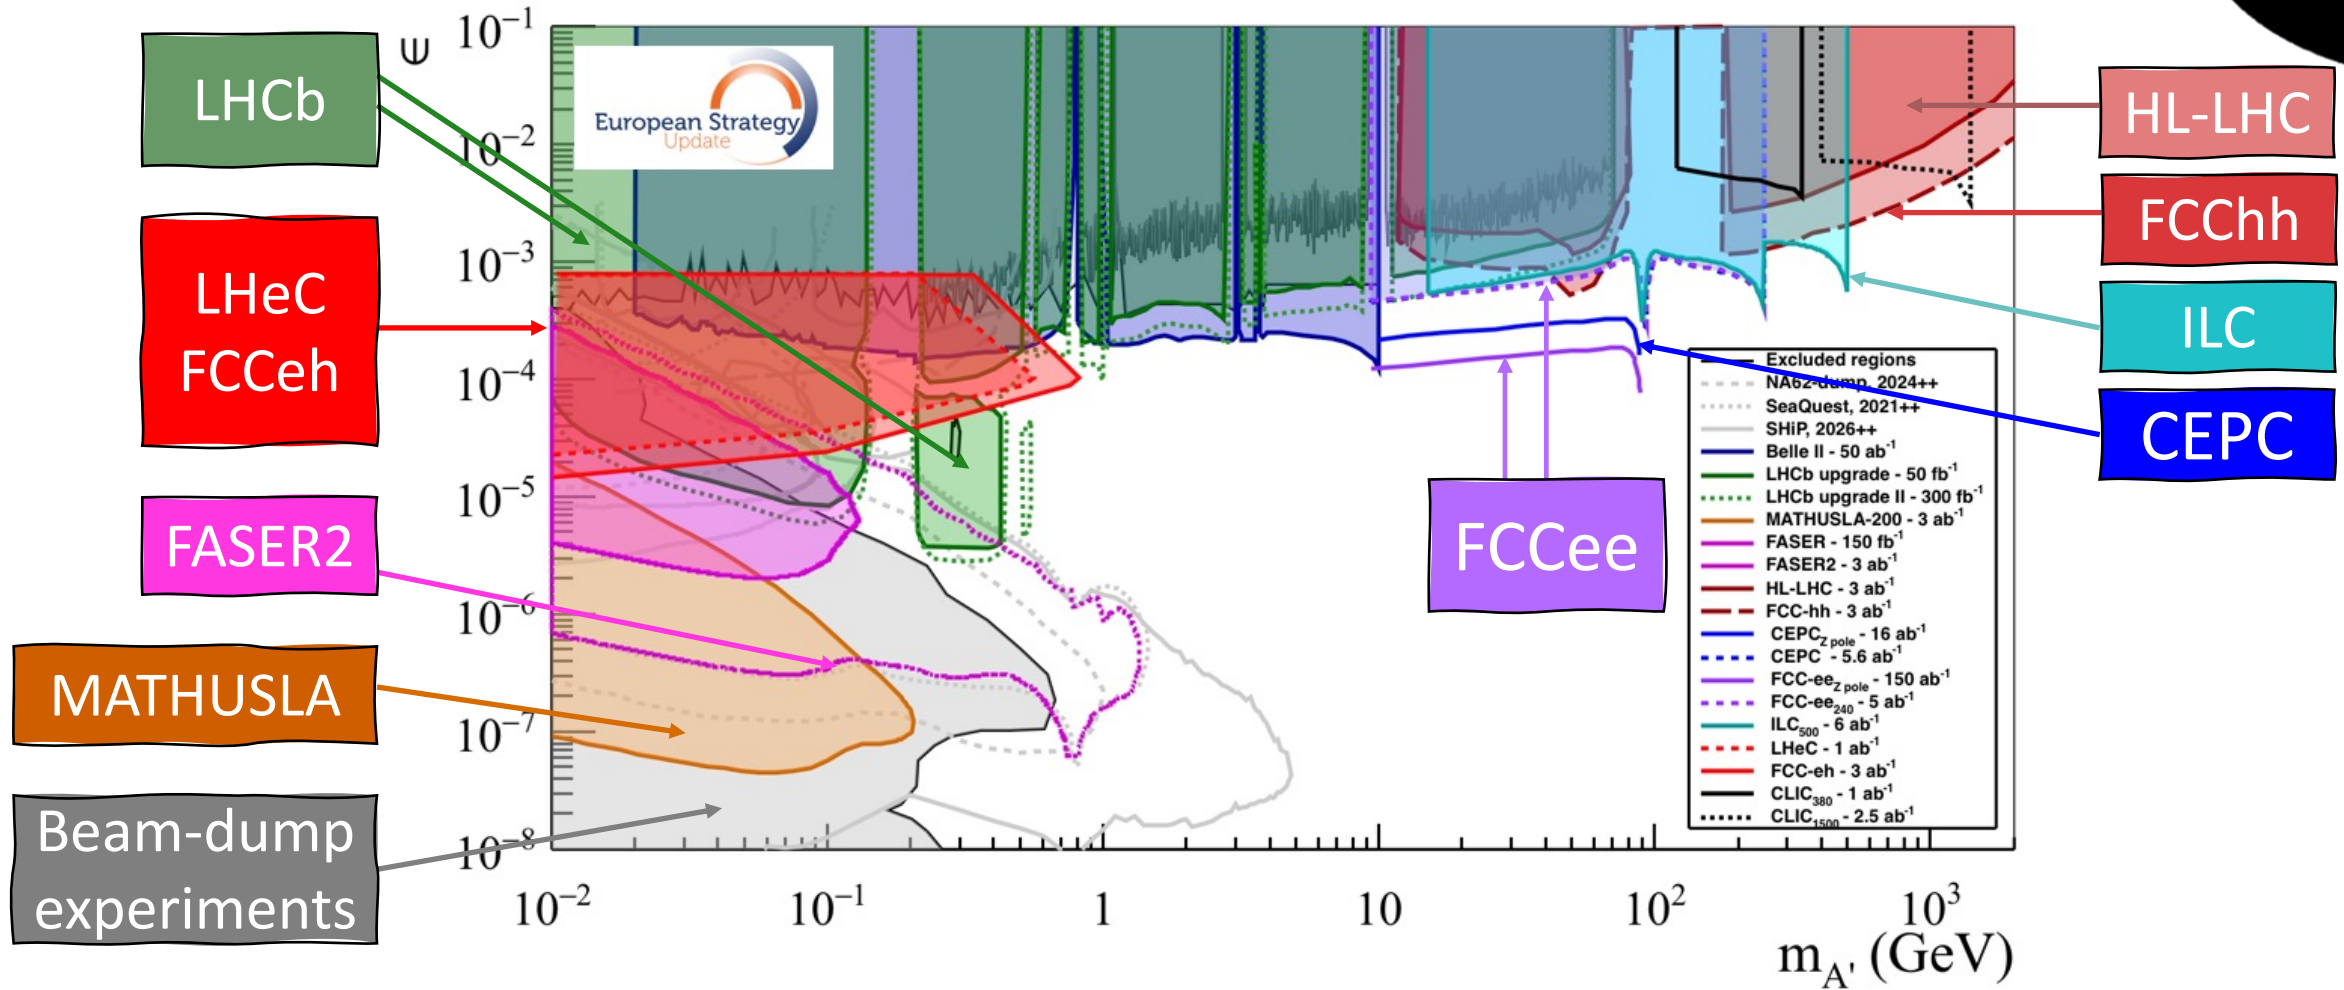 LHCb
LHeC
FCCeh
FASER2
MATHUSLA
Beam-dump
experiments
∈
10⁻¹
10⁻²
10⁻³
10⁻⁴
10⁻⁵
10⁻⁶
10⁻⁷
10⁻⁸
European Strategy
Update
HL-LHC
FCChh
ILC
CEPC
FCCee
Excluded regions
NA62-dump, 2024++
SeaQuest, 2021++
SHiP, 2026++
Belle II - 50 ab⁻¹
LHCb upgrade - 50 fb⁻¹
LHCb upgrade II - 300 fb⁻¹
MATHUSLA-200 - 3 ab⁻¹
FASER - 150 fb⁻¹
FASER2 - 3 ab⁻¹
HL-LHC - 3 ab⁻¹
FCC-hh - 3 ab⁻¹
CEPC Z pole - 16 ab⁻¹
CEPC - 5.6 ab⁻¹
FCC-ee Z pole - 150 ab⁻¹
FCC-ee₂₄₀ - 5 ab⁻¹
ILC₅₀₀ - 6 ab⁻¹
LHeC - 1 ab⁻¹
FCC-eh - 3 ab⁻¹
CLIC₃₈₀ - 1 ab⁻¹
CLIC₁₅₀₀ - 2.5 ab⁻¹
10⁻² 10⁻¹ 1 10 10² 10³
m_A' (GeV)